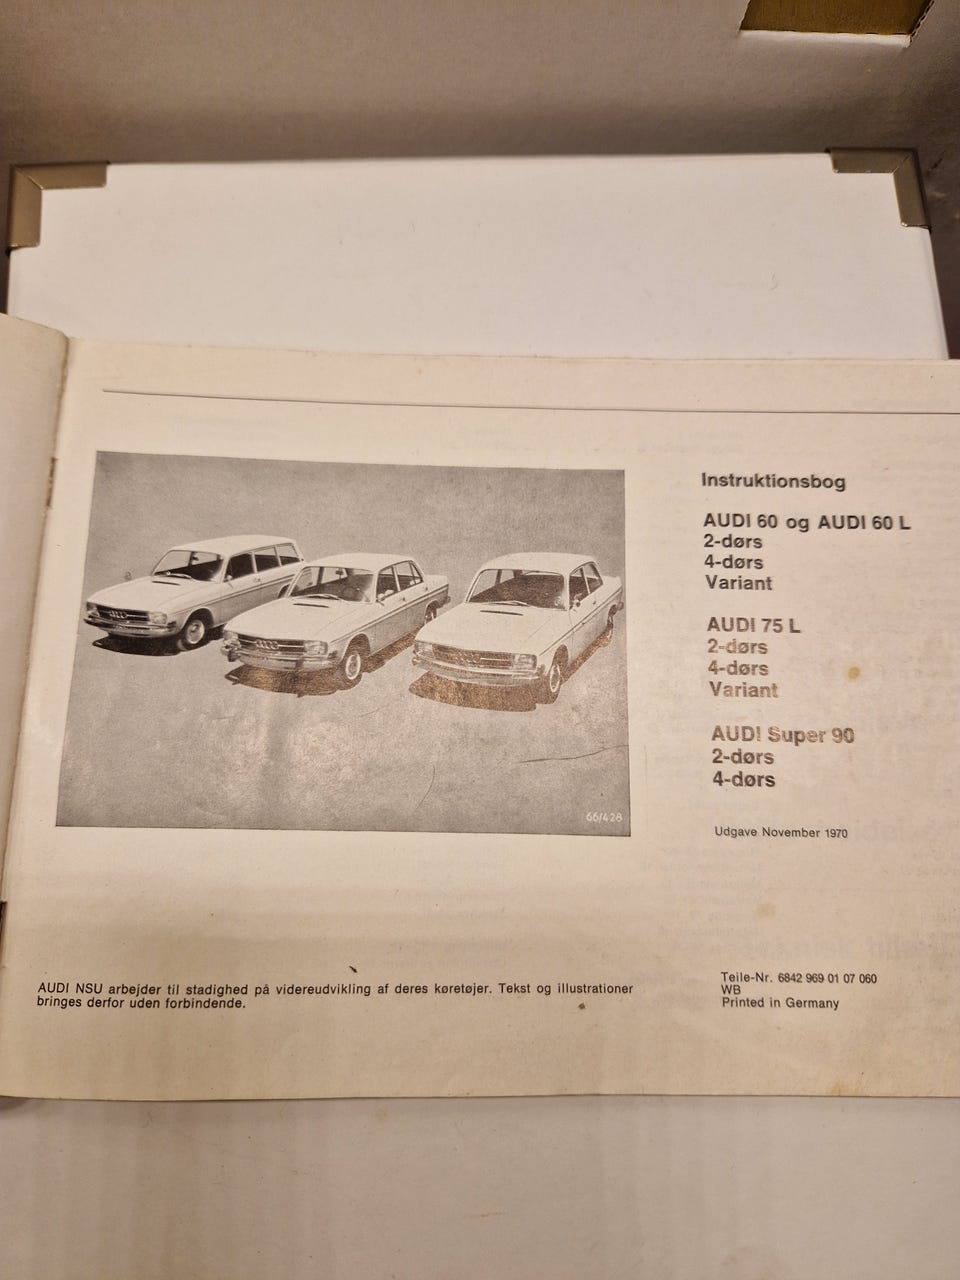 Instruktionsbog
AUDI 60 og AUDI 60 L
2-dørs
4-dørs
Variant
AUDI 75 L
2-dørs
4-dørs
Variant
AUDI Super 90
2-dørs
4-dørs
66/428
Udgave November 1970
AUDI NSU arbejder til stadighed på videreudvikling af deres køretøjer. Tekst og illustrationer
bringes derfor uden forbindende.
Teile-Nr. 6842 969 01 07 060
WB
Printed in Germany